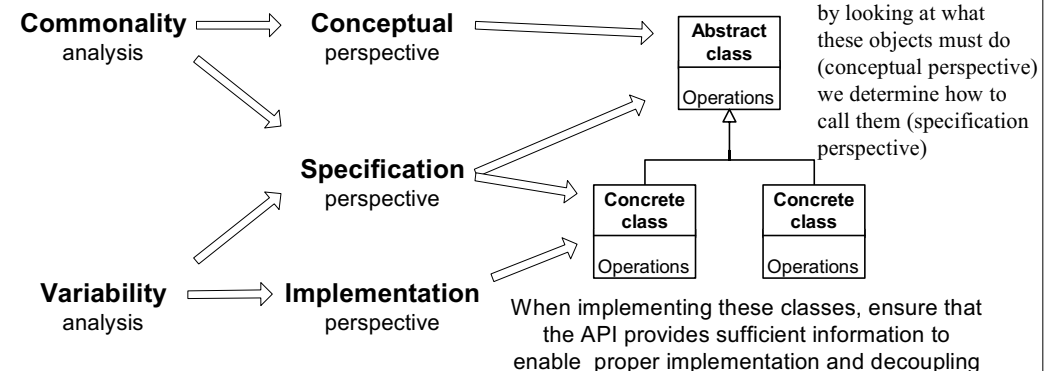 Commonality
analysis
Conceptual
perspective
Abstract
class
Operations
by looking at what
these objects must do
(conceptual perspective)
we determine how to
call them (specification
perspective)
Specification
perspective
Concrete
class
Operations
Concrete
class
Operations
Variability
analysis
Implementation
perspective
When implementing these classes, ensure that
the API provides sufficient information to
enable proper implementation and decoupling